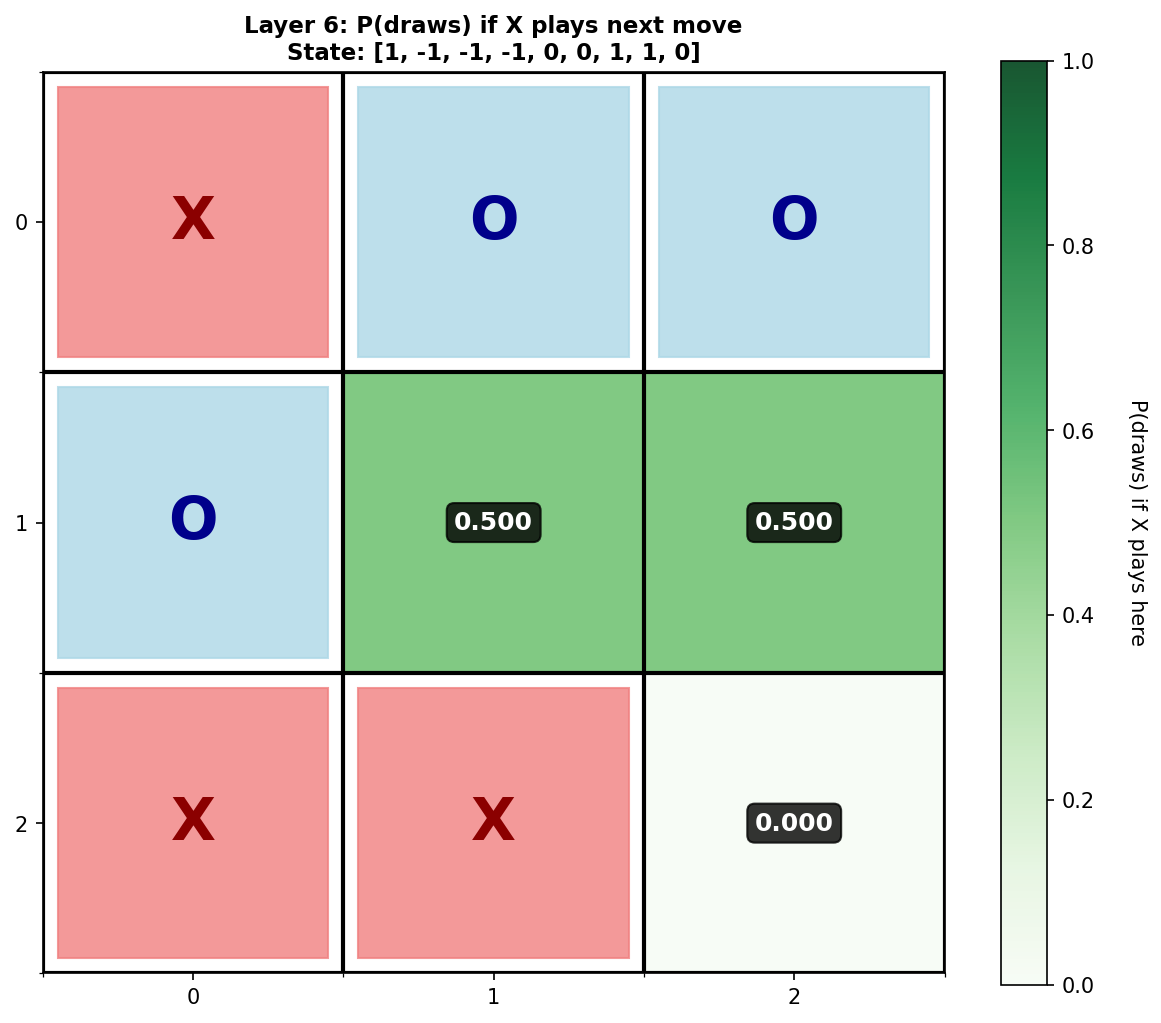 Layer 6: P(draws) if X plays next move
State: [1, -1, -1, -1, 0, 0, 1, 1, 0]
1.0
0.8
0.6
0.4
0.2
0.0
P(draws) if X plays here
0
X
O
O
1
O
0.500
0.500
2
X
X
0.000
0
1
2